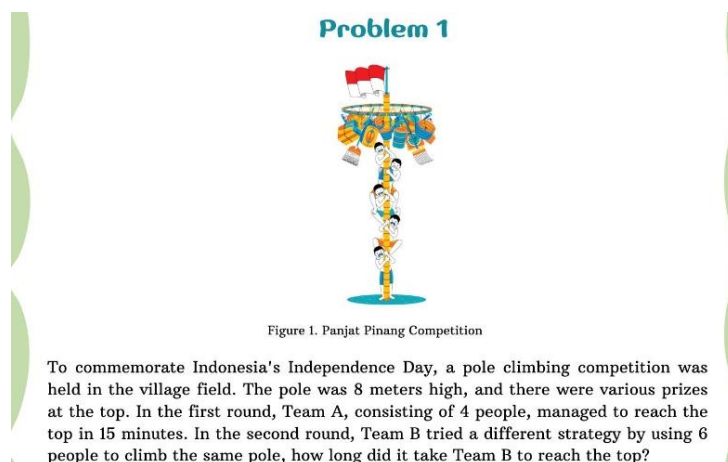 Problem 1
Figure 1. Panjat Pinang Competition
To commemorate Indonesia's Independence Day, a pole climbing competition was
held in the village field. The pole was 8 meters high, and there were various prizes
at the top. In the first round, Team A, consisting of 4 people, managed to reach the
top in 15 minutes. In the second round, Team B tried a different strategy by using 6
people to climb the same pole, how long did it take Team B to reach the top?